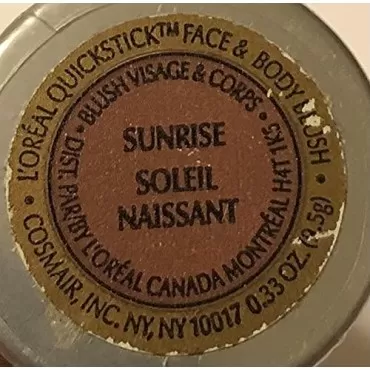 • L'ORÉAL QUICKSTICK™ FACE & BODY BLUSH •
COSMAIR, INC. NY, NY 10017 0.33 OZ. (9.5g)
• BLUSH VISAGE & CORPS •
DIST. PAR/BY L'ORÉAL CANADA MONTRÉAL H4T 1K5
SUNRISE
SOLEIL
NAISSANT